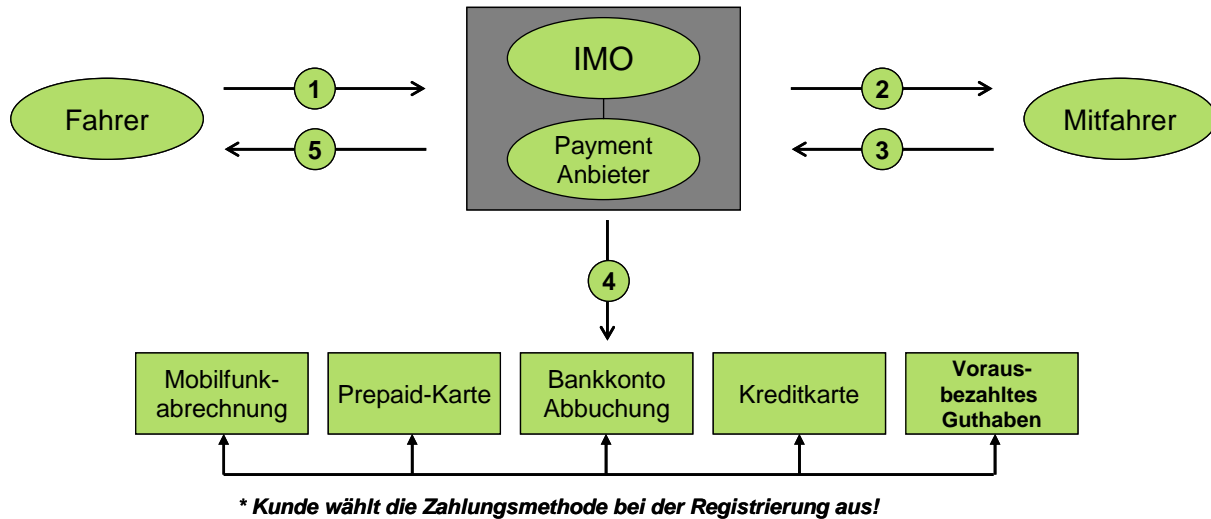 IMO
1
2
Fahrer
Mitfahrer
5
Payment
Anbieter
3
4
Mobilfunk-
abrechnung
Prepaid-Karte
Bankkonto
Abbuchung
Kreditkarte
Voraus-
bezahltes
Guthaben
* Kunde wählt die Zahlungsmethode bei der Registrierung aus!